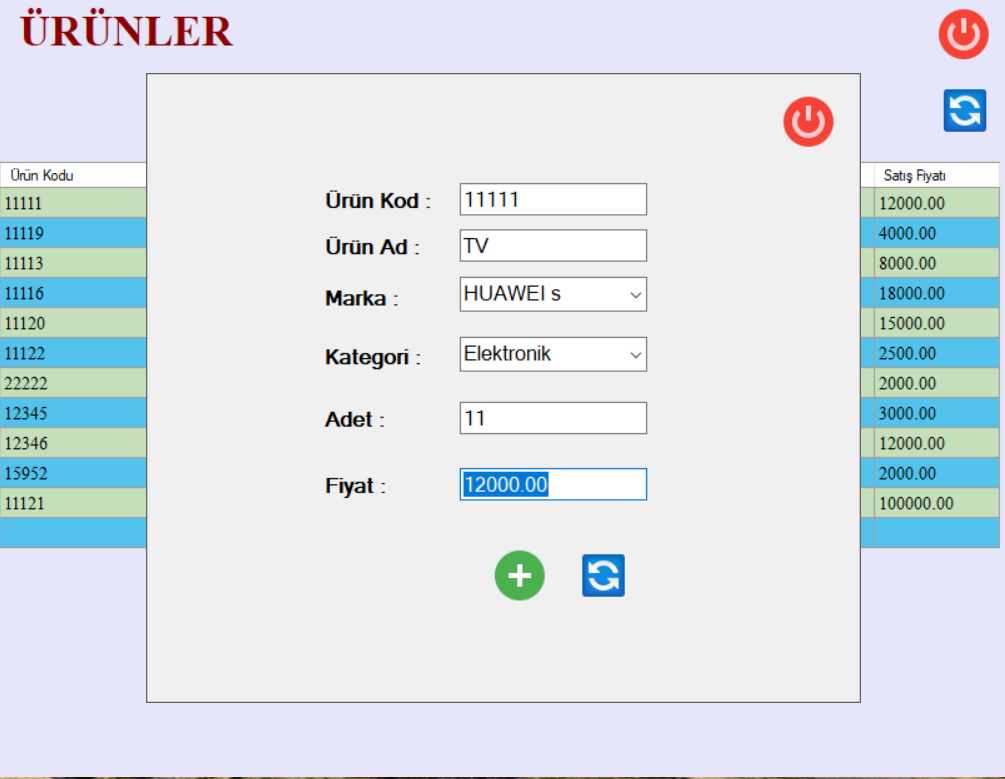 ÜRÜNLER
Ürün Kodu Satış Fiyatı
11111 12000.00
11119 4000.00
11113 8000.00
11116 18000.00
11120 15000.00
11122 2500.00
22222 2000.00
12345 3000.00
12346 12000.00
15952 2000.00
11121 100000.00
Ürün Kod : 11111
Ürün Ad : TV
Marka : HUAWEI s
Kategori : Elektronik
Adet : 11
Fiyat : 12000.00